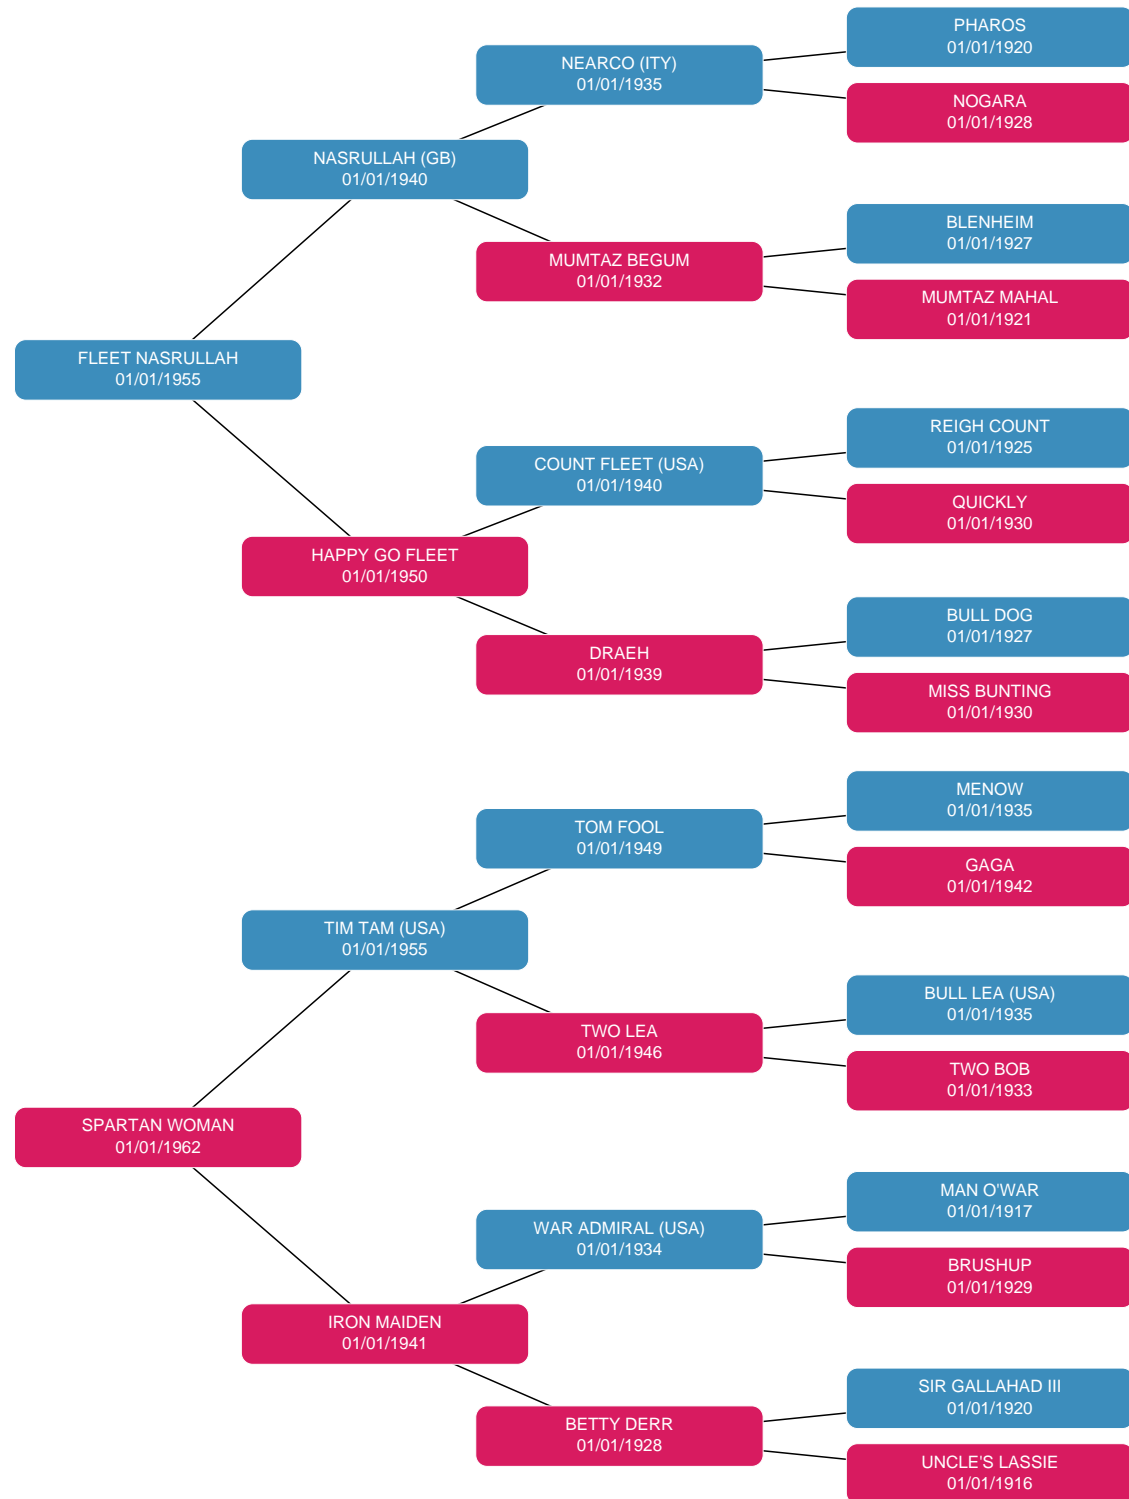 PHAROS
01/01/1920
NEARCO (ITY)
01/01/1935
NOGARA
01/01/1928
NASRULLAH (GB)
01/01/1940
BLENHEIM
01/01/1927
MUMTAZ BEGUM
01/01/1932
MUMTAZ MAHAL
01/01/1921
FLEET NASRULLAH
01/01/1955
REIGH COUNT
01/01/1925
COUNT FLEET (USA)
01/01/1940
QUICKLY
01/01/1930
HAPPY GO FLEET
01/01/1950
BULL DOG
01/01/1927
DRAEH
01/01/1939
MISS BUNTING
01/01/1930
MENOW
01/01/1935
TOM FOOL
01/01/1949
GAGA
01/01/1942
TIM TAM (USA)
01/01/1955
BULL LEA (USA)
01/01/1935
TWO LEA
01/01/1946
TWO BOB
01/01/1933
SPARTAN WOMAN
01/01/1962
MAN O'WAR
01/01/1917
WAR ADMIRAL (USA)
01/01/1934
BRUSHUP
01/01/1929
IRON MAIDEN
01/01/1941
SIR GALLAHAD III
01/01/1920
BETTY DERR
01/01/1928
UNCLE'S LASSIE
01/01/1916